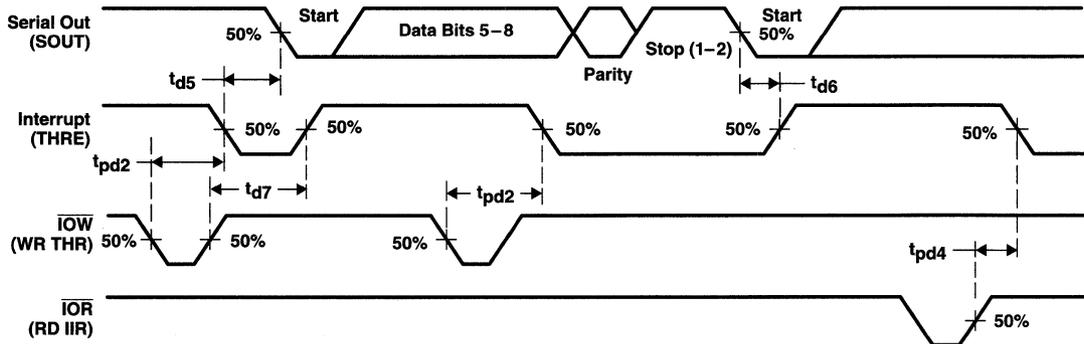 Serial Out
(SOUT)
50%
Start
Data Bits 5–8
Parity
Stop (1–2)
Start
50%
td5
td6
Interrupt
(THRE)
50%
50%
50%
50%
50%
tpd2
td7
tpd2
IOW
(WR THR)
50%
50%
50%
tpd4
IOR
(RD IIR)
50%